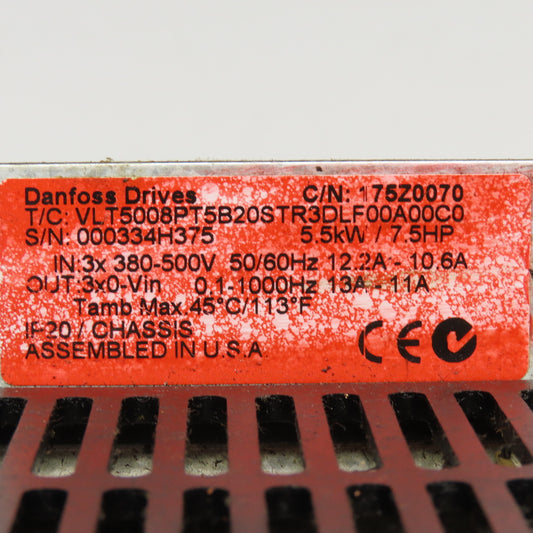 Danfoss Drives C/N: 175Z0070
T/C: VLT5008PT5B20STR3DLF00A00C0
S/N: 000334H375 5.5kW / 7.5HP
IN:3x 380-500V 50/60Hz 12.2A - 10.6A
OUT:3x0-Vin 0.1-1000Hz 13A - 11A
Tamb Max.45°C/113°F
IP20 / CHASSIS
ASSEMBLED IN U.S.A
CE